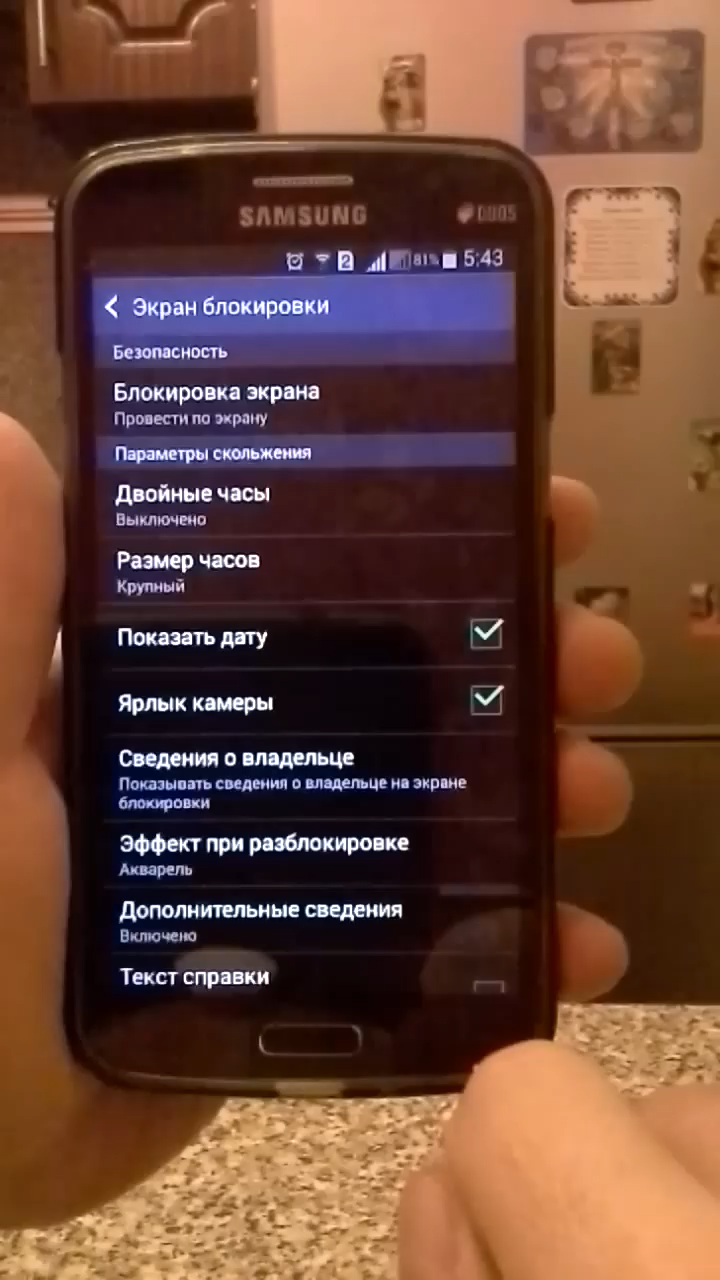 SAMSUNG
DUOS
2 81% 5:43
Экран блокировки
Безопасность
Блокировка экрана
Провести по экрану
Параметры скольжения
Двойные часы
Выключено
Размер часов
Крупный
Показать дату
Ярлык камеры
Сведения о владельце
Показывать сведения о владельце на экране
блокировки
Эффект при разблокировке
Акварель
Дополнительные сведения
Включено
Текст справки